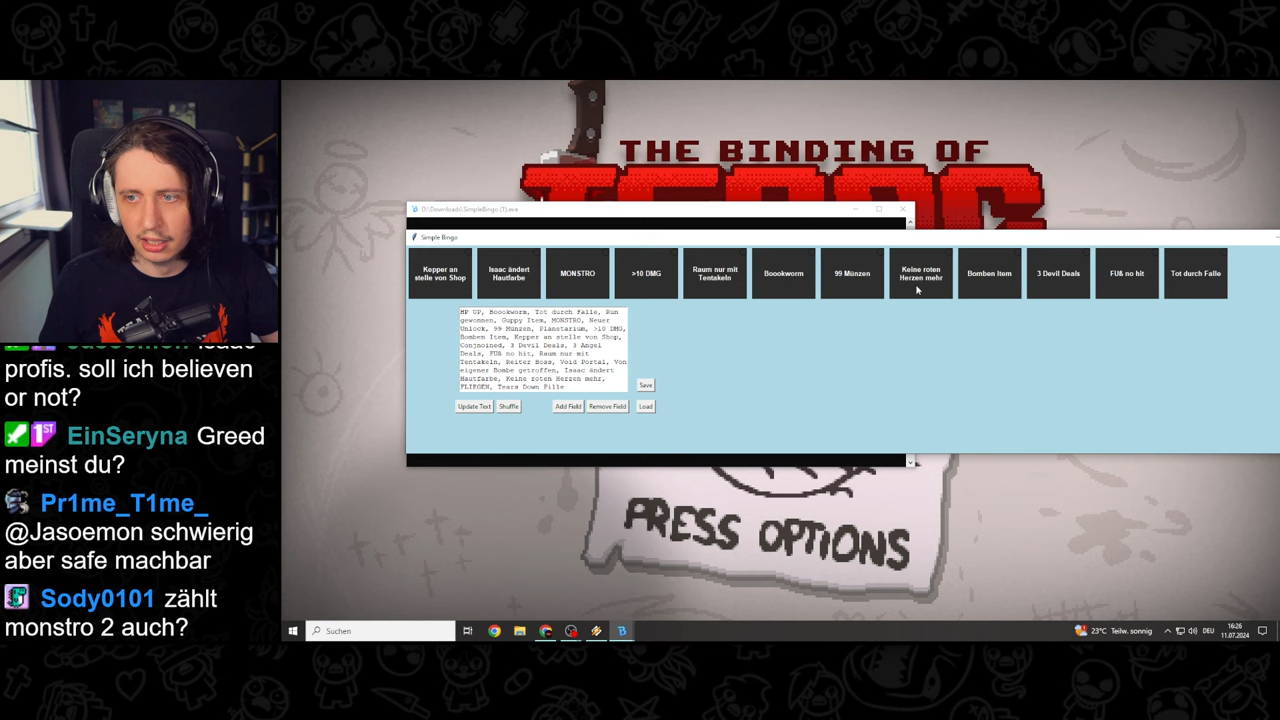 THE BINDING OF
D:\Downloads\SimpleBingo (1).exe
Simple Bingo
Kepper an
stelle von Shop
Isaac ändert
Hautfarbe
MONSTRO
>10 DMG
Raum nur mit
Tentakeln
Boookworm
99 Münzen
Keine roten
Herzen mehr
Bomben Item
3 Devil Deals
FUß no hit
Tot durch Falle
HP UP, Boookworm, Tot durch Falle, Run
gewonnen, Guppy Item, MONSTRO, Neuer
Unlock, 99 Münzen, Planetarium, >10 DMG,
Bomben Item, Kepper an stelle von Shop,
Conjnoined, 3 Devil Deals, 3 Angel
Deals, FUß no hit, Raum nur mit
Tentakeln, Reiter Boss, Void Portal, Von
eigener Bombe getroffen, Isaac ändert
Hautfarbe, Keine roten Herzen mehr,
FLIEGEN, Tears Down Pille
Save
Update Text
Shuffle
Add Field
Remove Field
Load
profis. soll ich believen
or not?
EinSeryna Greed
meinst du?
Pr1me_T1me_
@Jasoemon schwierig
aber safe machbar
Sody0101 zählt
monstro 2 auch?
PRESS OPTIONS
Suchen
23°C Teilw. sonnig
DEU
16:26
11.07.2024